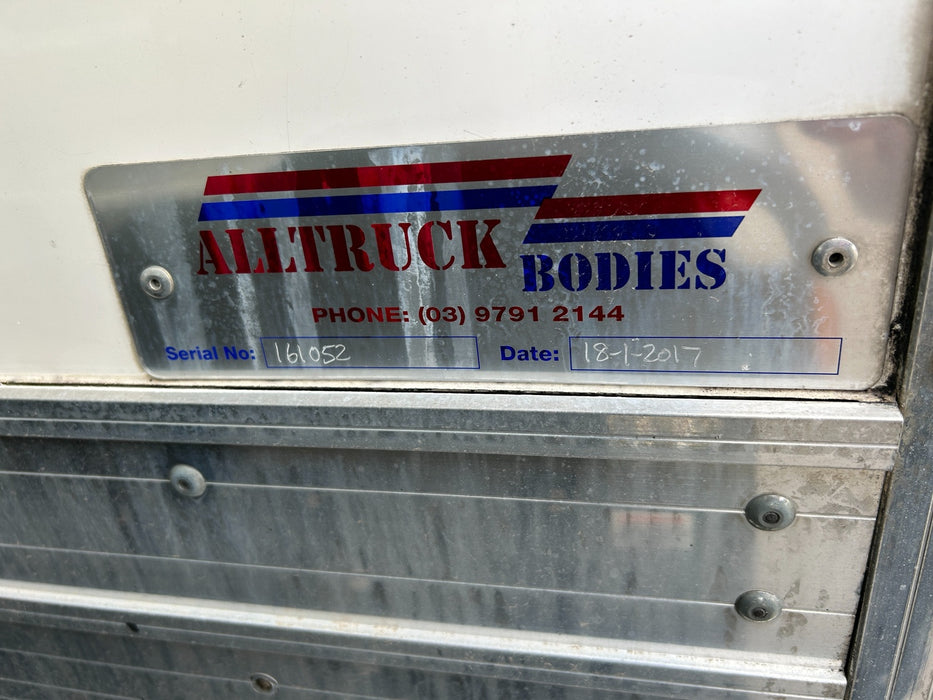 ALLTRUCK
BODIES
PHONE: (03) 9791 2144
Serial No: 161052 Date: 18-1-2017